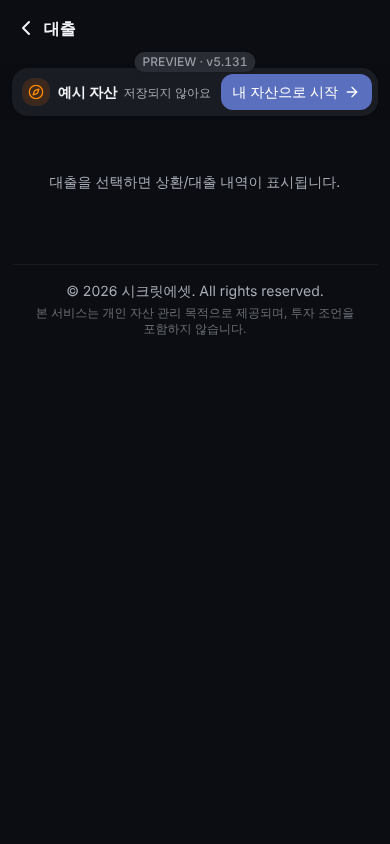 대출
PREVIEW · v5.131
예시 자산 저장되지 않아요 내 자산으로 시작 →
대출을 선택하면 상환/대출 내역이 표시됩니다.
© 2026 시크릿에셋. All rights reserved.
본 서비스는 개인 자산 관리 목적으로 제공되며, 투자 조언을
포함하지 않습니다.